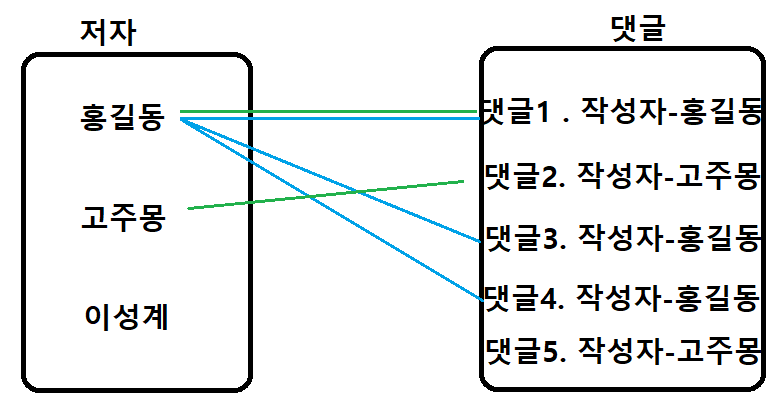 저자
홍길동
고주몽
이성계
댓글
댓글1 . 작성자-홍길동
댓글2. 작성자-고주몽
댓글3. 작성자-홍길동
댓글4. 작성자-홍길동
댓글5. 작성자-고주몽